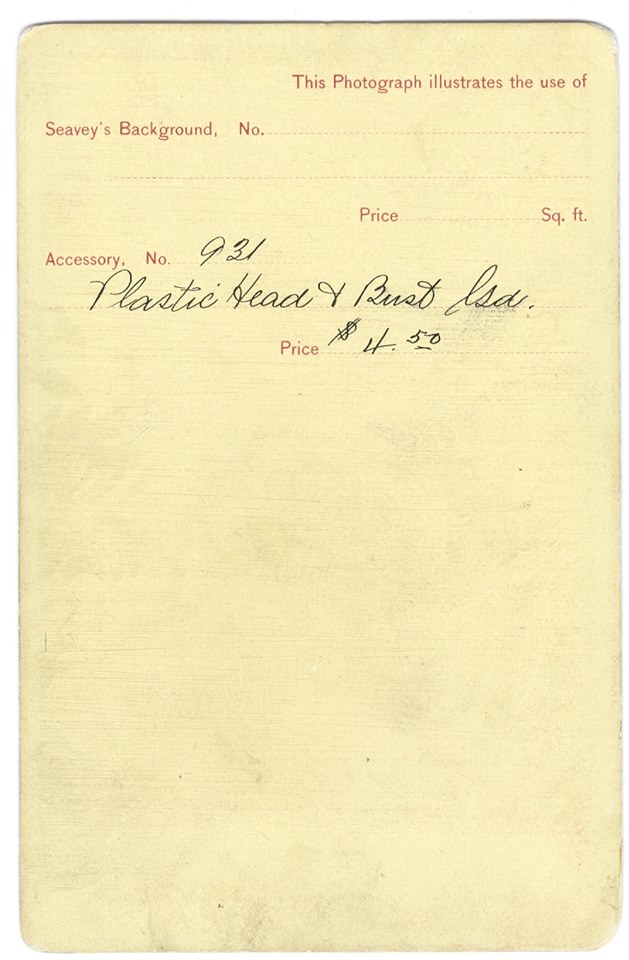 This Photograph illustrates the use of
Seavey's Background, No.
Price Sq. ft.
Accessory, No. 931
Plastic Head & Bust
Price $4.50